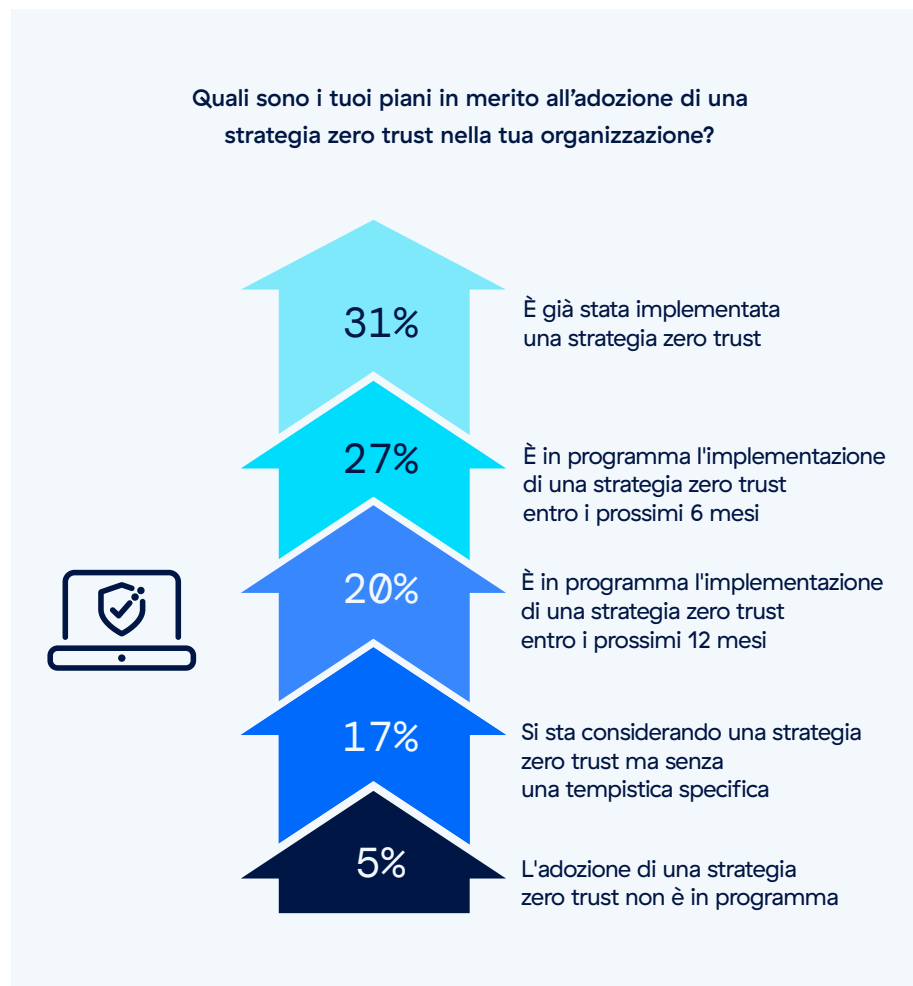 Quali sono i tuoi piani in merito all’adozione di una
strategia zero trust nella tua organizzazione?
31%
È già stata implementata
una strategia zero trust
27%
È in programma l'implementazione
di una strategia zero trust
entro i prossimi 6 mesi
20%
È in programma l'implementazione
di una strategia zero trust
entro i prossimi 12 mesi
17%
Si sta considerando una strategia
zero trust ma senza
una tempistica specifica
5%
L'adozione di una strategia
zero trust non è in programma